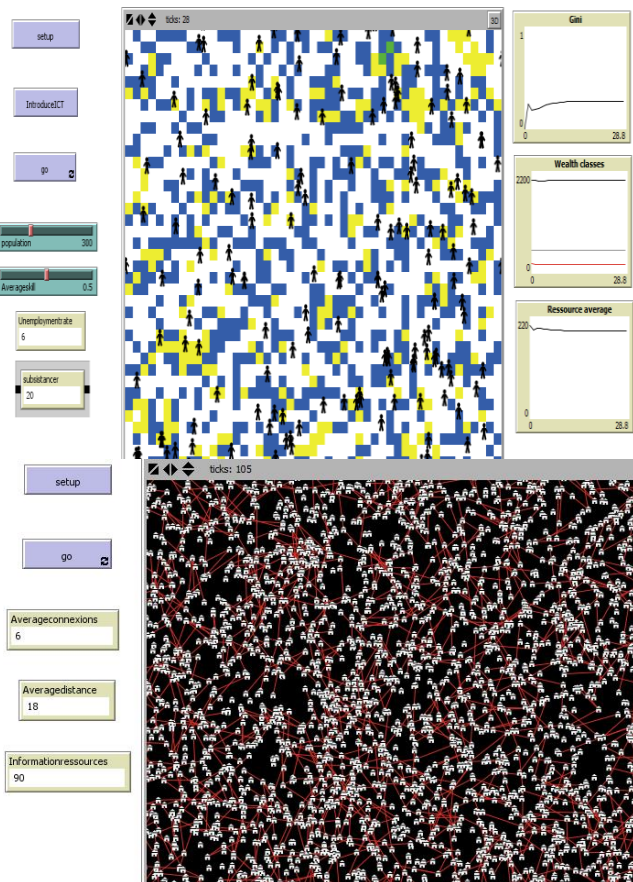 setup
IntroduceICT
go
population 300
Averageskill 0.5
Unemploymentrate
6
subsistancer
20
ticks: 28
3D
Gini
1
0
0 28.8
Wealth classes
2200
0
0 28.8
Ressource average
220
0
0 28.8
setup
go
Averageconnexions
6
Averagedistance
18
Informationressources
90
ticks: 105